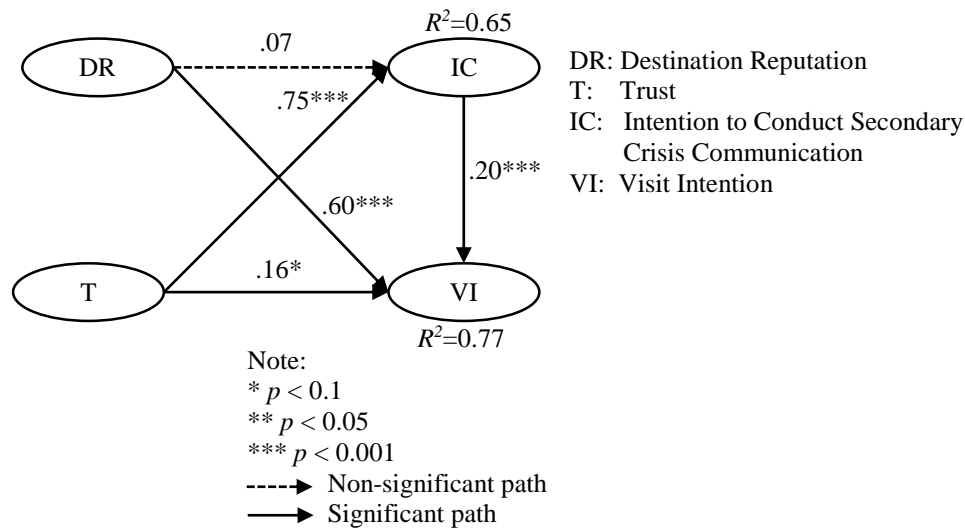 R²=0.65
.07
DR
IC
.75***
.20***
.60***
.16*
T
VI
R²=0.77
DR: Destination Reputation
T: Trust
IC: Intention to Conduct Secondary
Crisis Communication
VI: Visit Intention
Note:
* p < 0.1
** p < 0.05
*** p < 0.001
Non-significant path
Significant path